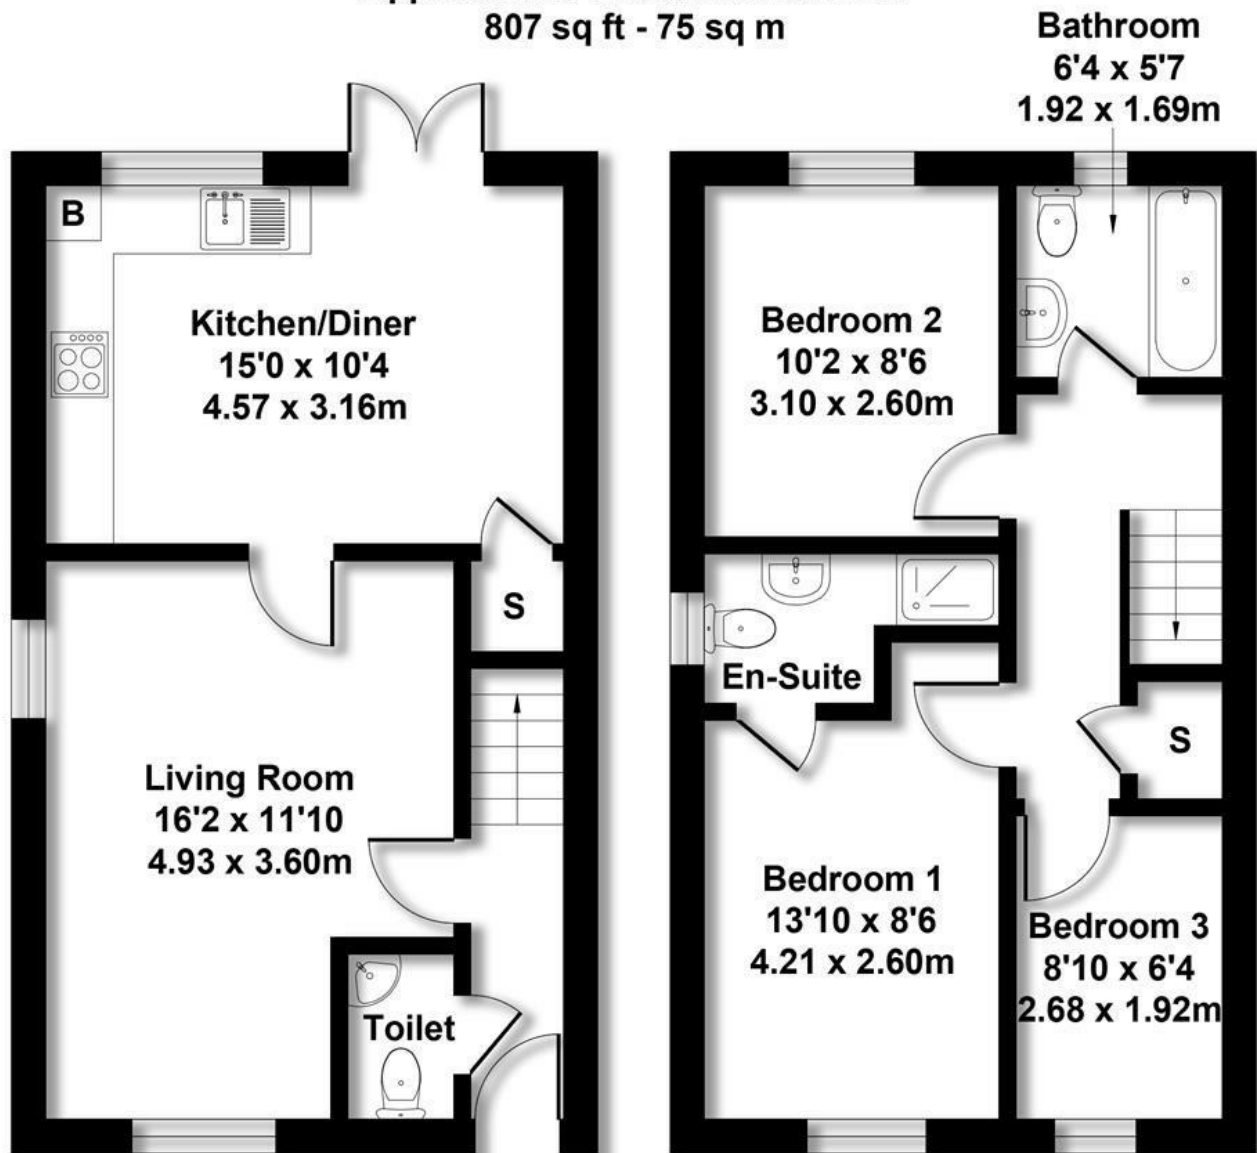 807 sq ft - 75 sq m
Bathroom
6'4 x 5'7
1.92 x 1.69m
B
Kitchen/Diner
15'0 x 10'4
4.57 x 3.16m
S
Living Room
16'2 x 11'10
4.93 x 3.60m
Toilet
Bedroom 2
10'2 x 8'6
3.10 x 2.60m
En-Suite
S
Bedroom 1
13'10 x 8'6
4.21 x 2.60m
Bedroom 3
8'10 x 6'4
2.68 x 1.92m